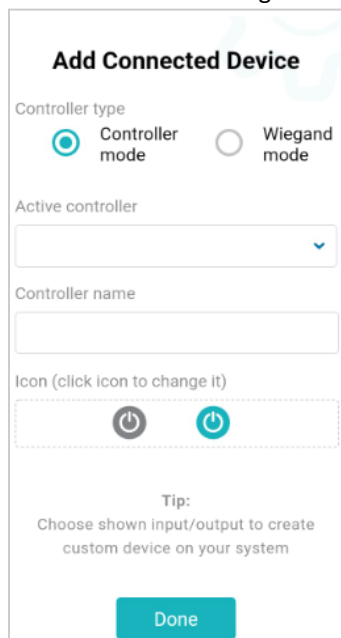 Add Connected Device
Controller type
Controller mode
Wiegand mode
Active controller
Controller name
Icon (click icon to change it)
Tip:
Choose shown input/output to create
custom device on your system
Done